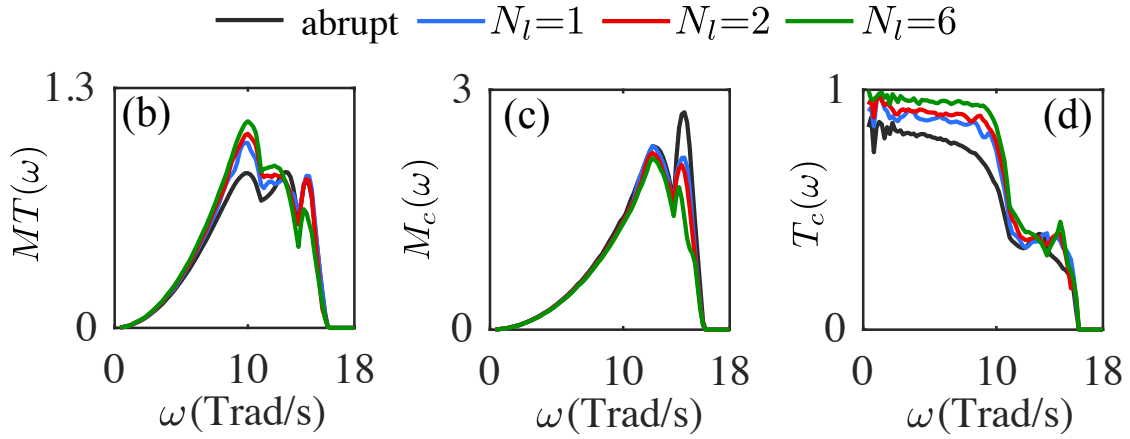 abrupt N_l=1 N_l=2 N_l=6
(b)
MT(ω)
1.3
0
0 10 18
ω(Trad/s)
(c)
M_c(ω)
3
0
0 10 18
ω(Trad/s)
(d)
T_c(ω)
1
0
0 10 18
ω(Trad/s)